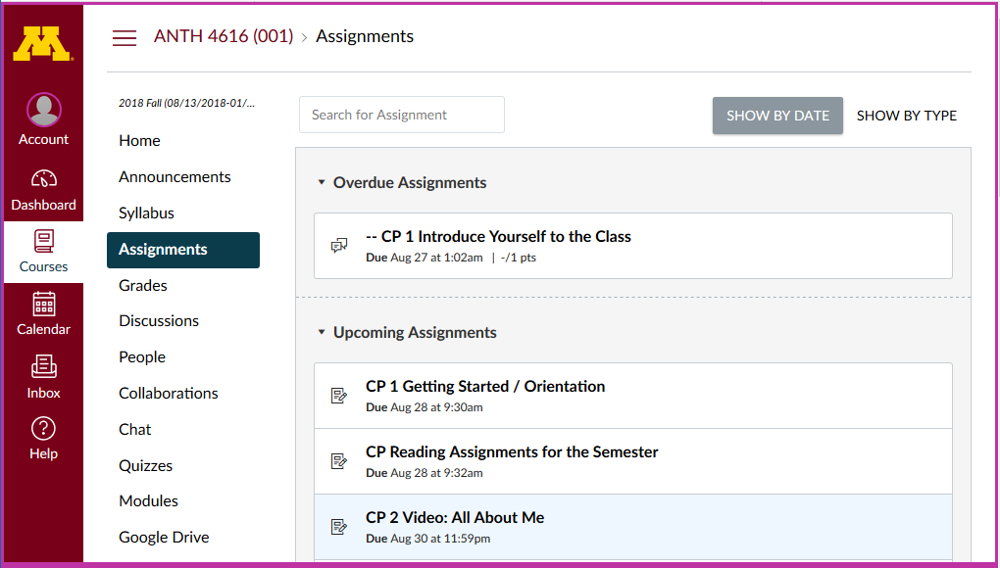 M
ANTH 4616 (001) › Assignments
Account
Dashboard
Courses
Calendar
Inbox
Help
2018 Fall (08/13/2018-01/...
Home
Announcements
Syllabus
Assignments
Grades
Discussions
People
Collaborations
Chat
Quizzes
Modules
Google Drive
Search for Assignment
SHOW BY DATE SHOW BY TYPE
Overdue Assignments
-- CP 1 Introduce Yourself to the Class
Due Aug 27 at 1:02am | -/1 pts
Upcoming Assignments
CP 1 Getting Started / Orientation
Due Aug 28 at 9:30am
CP Reading Assignments for the Semester
Due Aug 28 at 9:32am
CP 2 Video: All About Me
Due Aug 30 at 11:59pm